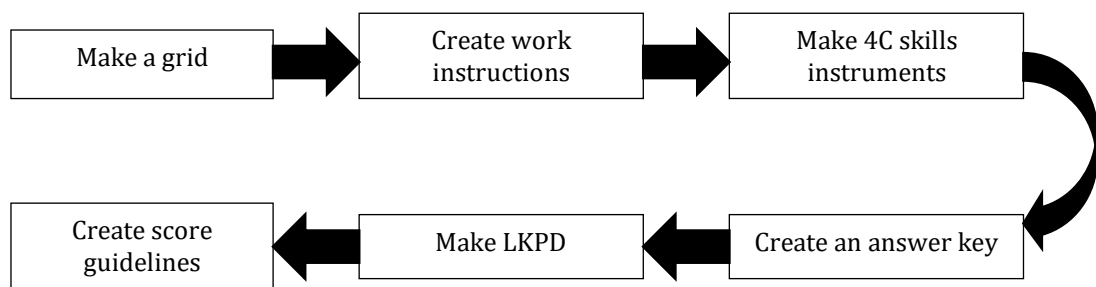 Make a grid
Create work
instructions
Make 4C skills
instruments
Create an answer key
Make LKPD
Create score
guidelines